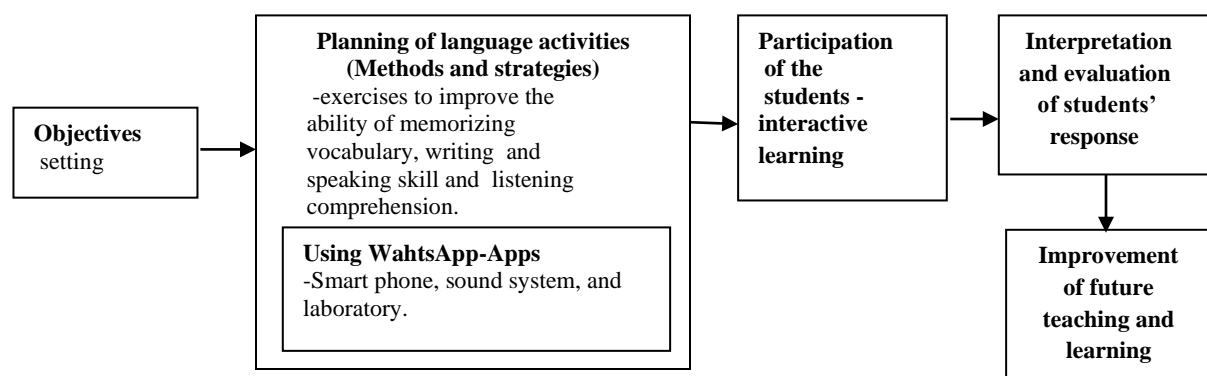 Objectives
setting
Planning of language activities
(Methods and strategies)
-exercises to improve the
ability of memorizing
vocabulary, writing and
speaking skill and listening
comprehension.
Using WahtsApp-Apps
-Smart phone, sound system, and
laboratory.
Participation
of the
students -
interactive
learning
Interpretation
and evaluation
of students’
response
Improvement
of future
teaching and
learning